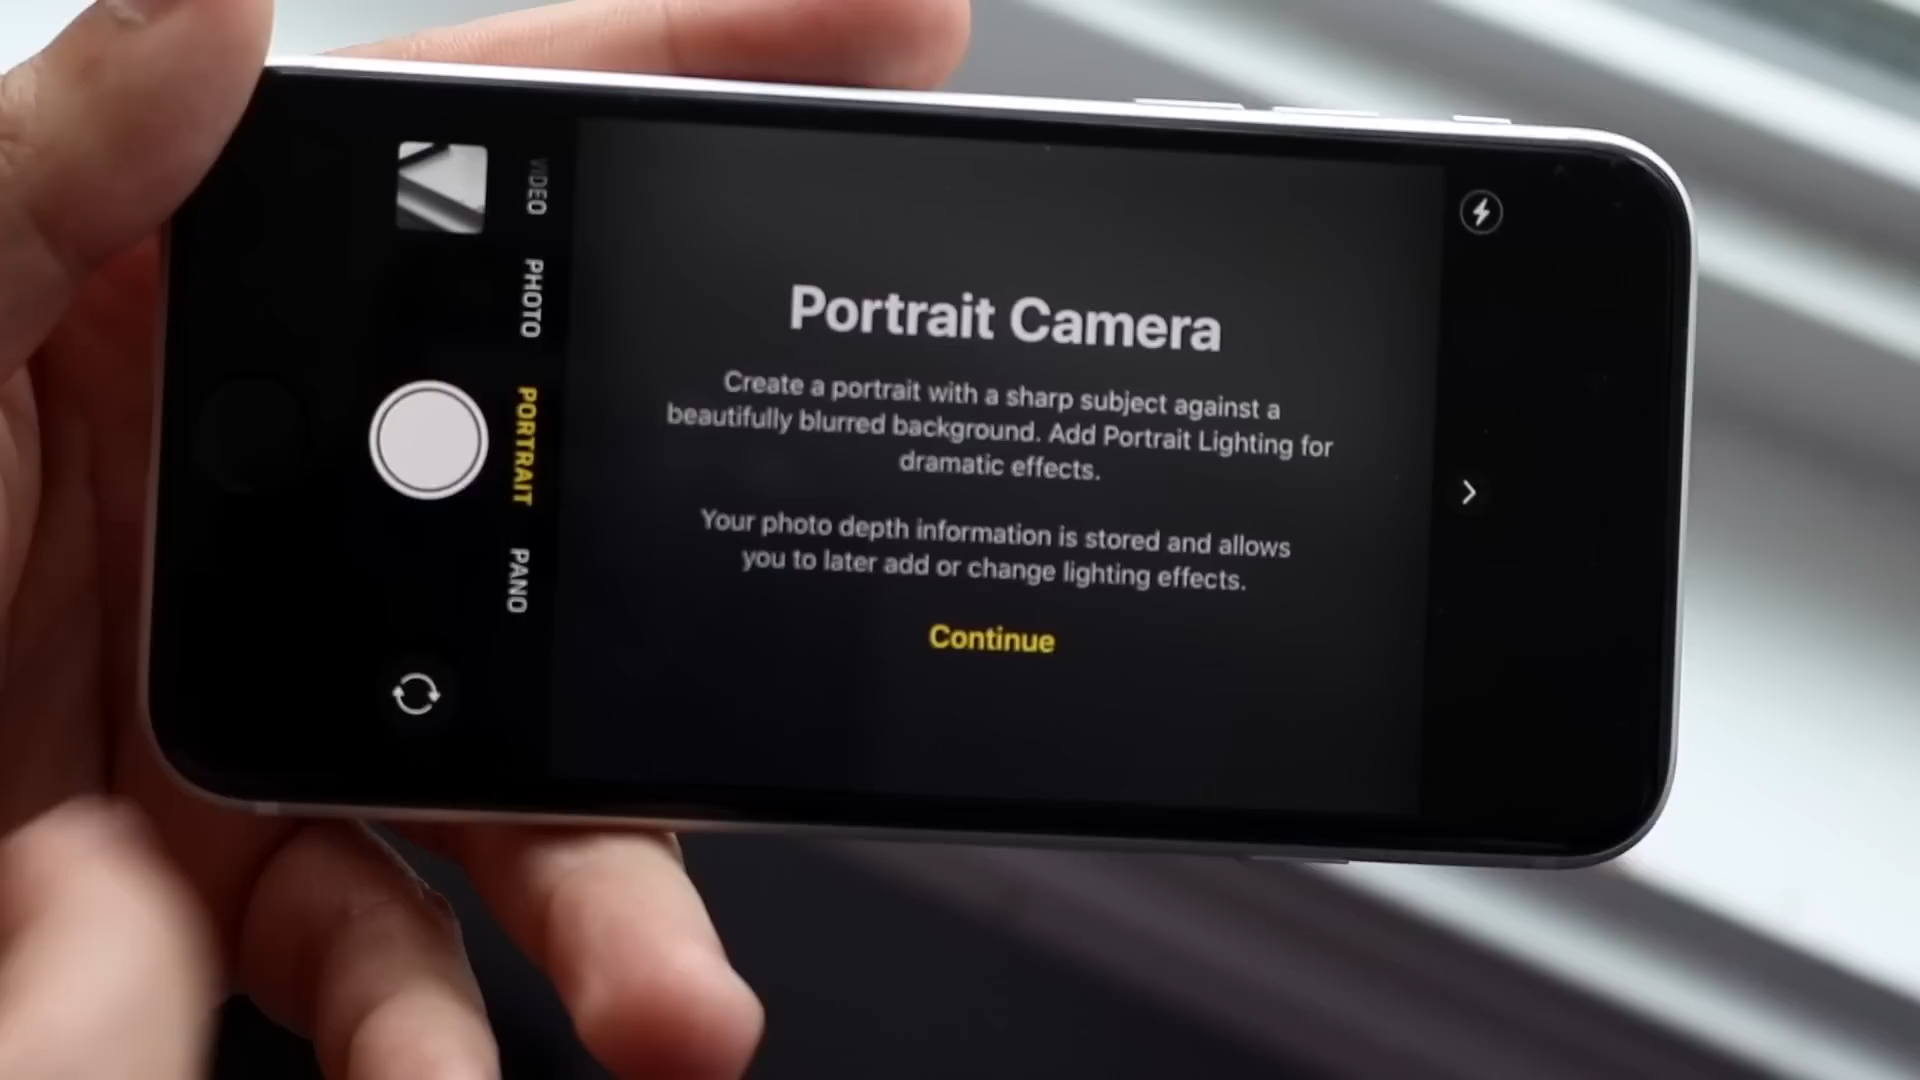 VIDEO
PHOTO
PORTRAIT
PANO
Portrait Camera
Create a portrait with a sharp subject against a
beautifully blurred background. Add Portrait Lighting for
dramatic effects.
Your photo depth information is stored and allows
you to later add or change lighting effects.
Continue